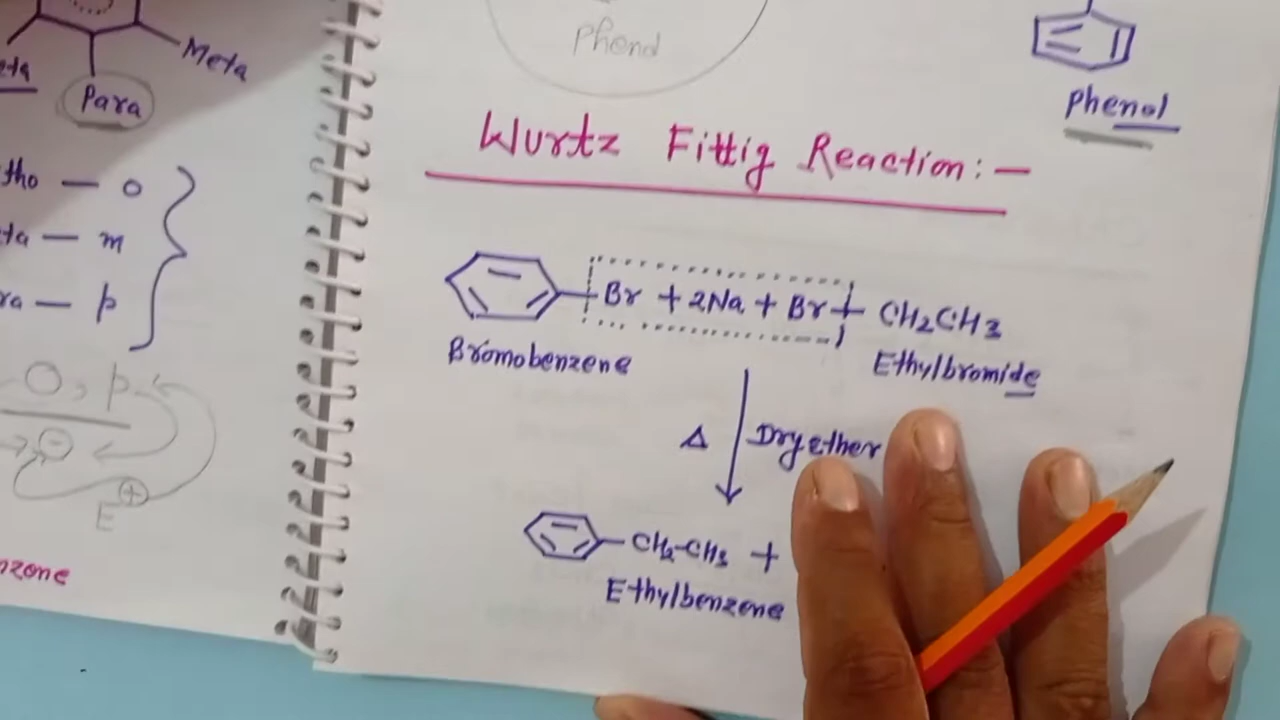 Meta
Para
— o
— m
— p
O, p
E
Phenol
Phenol
Wurtz Fittig Reaction:—
Br + 2Na + Br CH₂CH₃
Bromobenzene
Ethylbromide
Δ Dry ether
CH₂-CH₃ +
Ethylbenzene